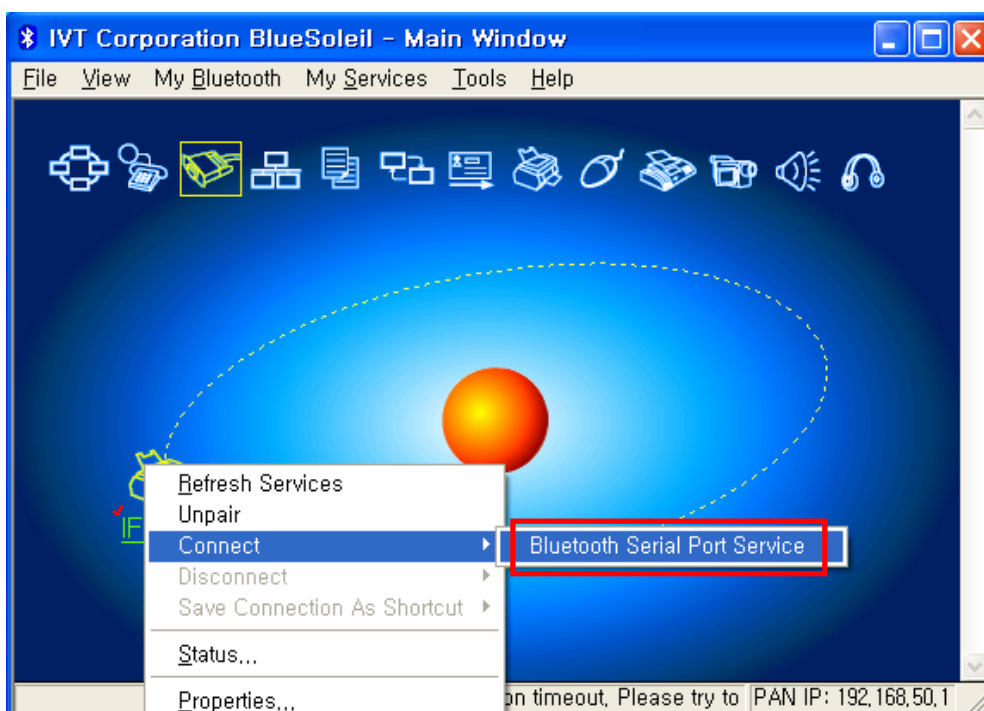 IVT Corporation BlueSoleil - Main Window
File View My Bluetooth My Services Tools Help
Refresh Services
Unpair
IF
Connect
Bluetooth Serial Port Service
Disconnect
Save Connection As Shortcut
Status...
Properties...
on timeout, Please try to PAN IP: 192,168,50,1